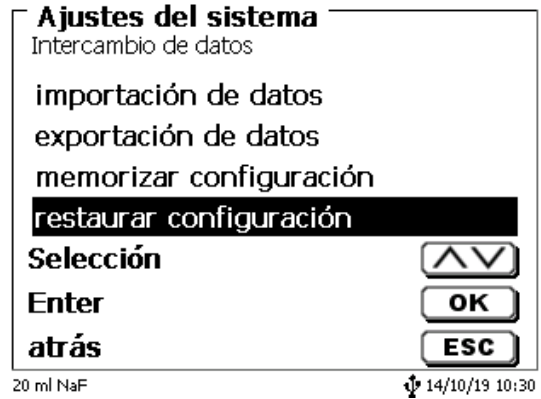 Ajustes del sistema
Intercambio de datos
importación de datos
exportación de datos
memorizar configuración
restaurar configuración
Selección
Enter OK
atrás ESC
20 ml NaF 14/10/19 10:30